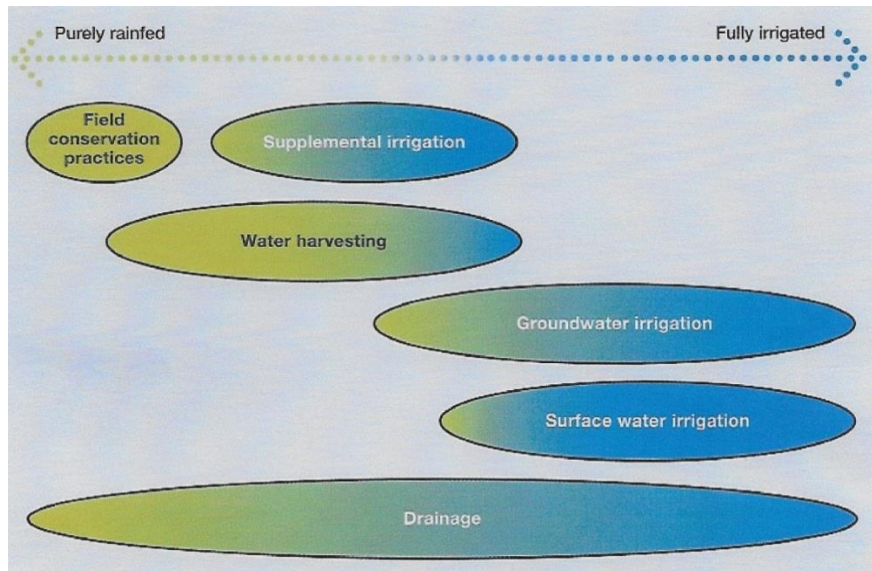 Purely rainfed
Fully irrigated
Field
conservation
practices
Supplemental irrigation
Water harvesting
Groundwater irrigation
Surface water irrigation
Drainage